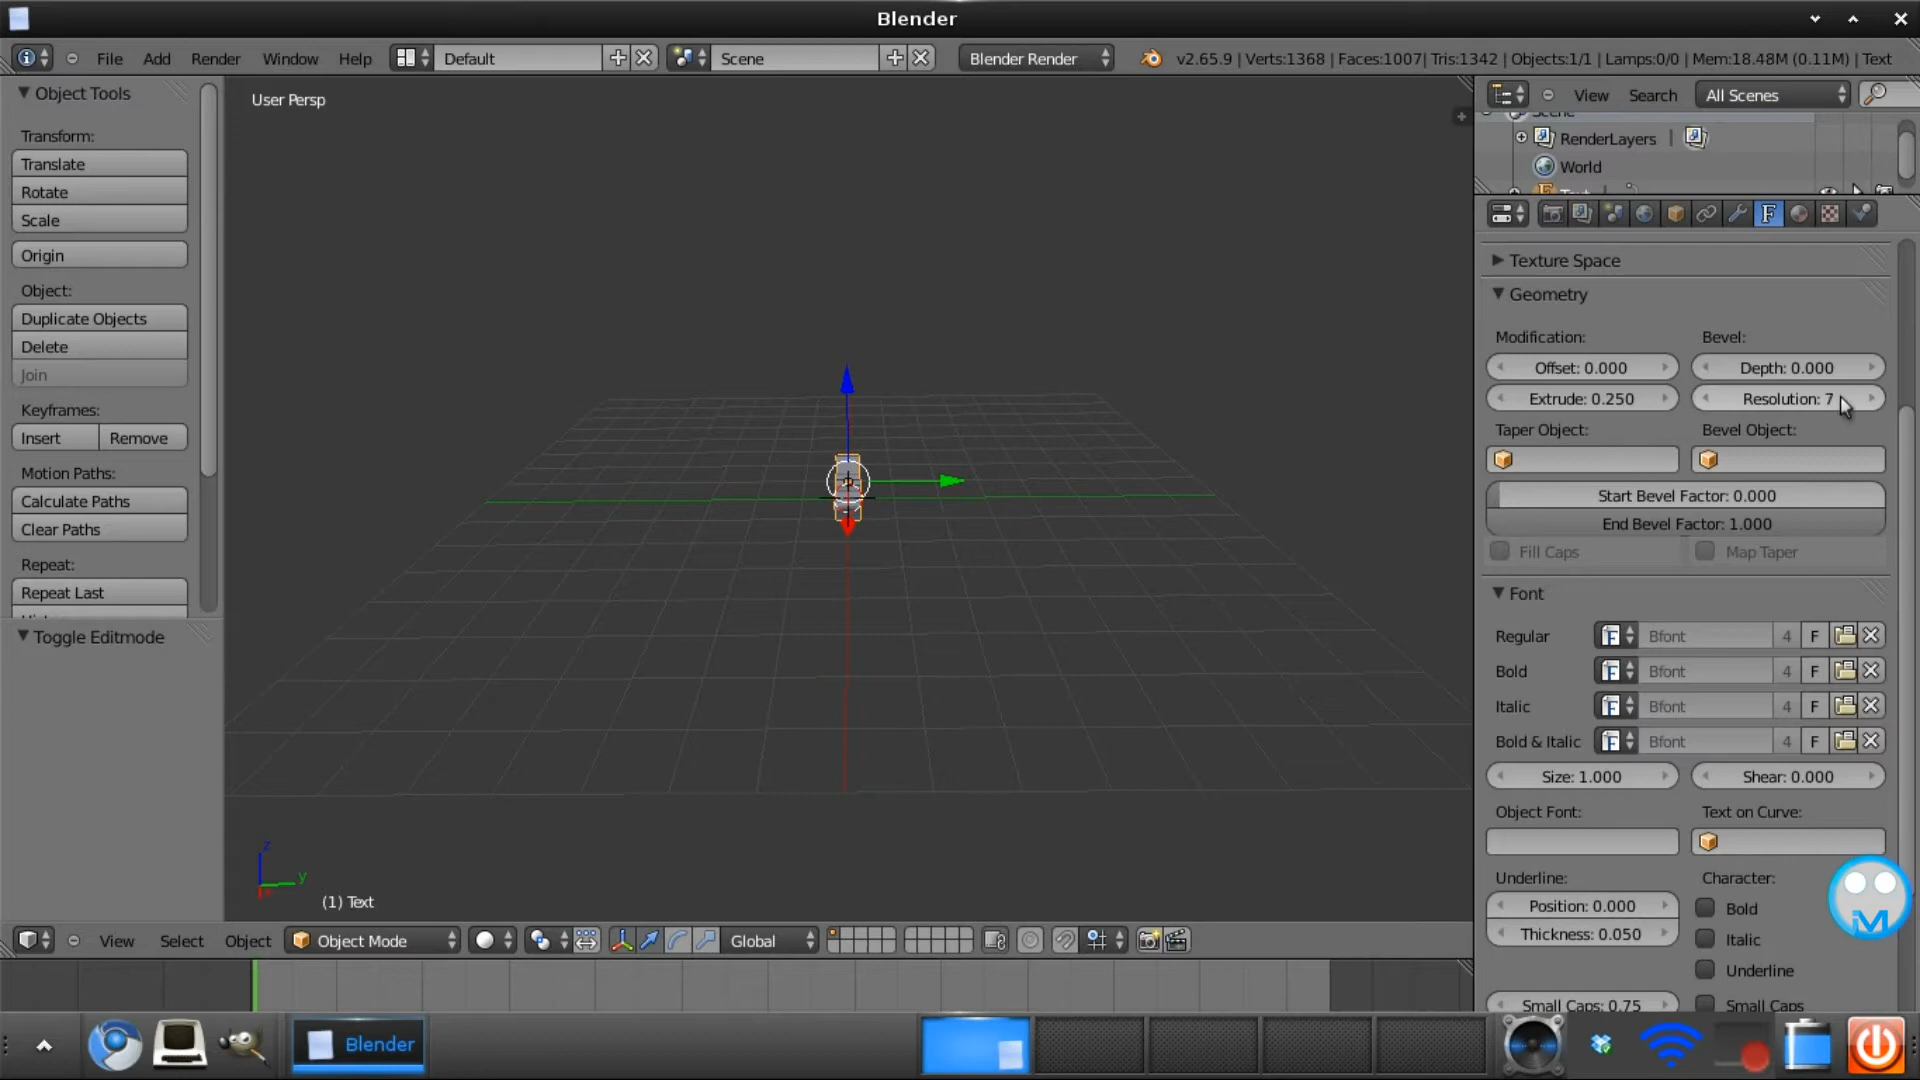 Blender
File Add Render Window Help Default Scene Blender Render v2.65.9 | Verts:1368 | Faces:1007| Tris:1342 | Objects:1/1 | Lamps:0/0 | Mem:18.48M (0.11M) | Text
Object Tools
Transform:
Translate
Rotate
Scale
Origin
Object:
Duplicate Objects
Delete
Join
Keyframes:
Insert Remove
Motion Paths:
Calculate Paths
Clear Paths
Repeat:
Repeat Last
Toggle Editmode
User Persp
z
y
(1) Text
View Select Object Object Mode Global
View Search All Scenes
Scene
RenderLayers |
World
Text
F
Texture Space
Geometry
Modification: Bevel:
Offset: 0.000 Depth: 0.000
Extrude: 0.250 Resolution: 7
Taper Object: Bevel Object:
Start Bevel Factor: 0.000
End Bevel Factor: 1.000
Fill Caps Map Taper
Font
Regular F Bfont 4 F
Bold F Bfont 4 F
Italic F Bfont 4 F
Bold & Italic F Bfont 4 F
Size: 1.000 Shear: 0.000
Object Font: Text on Curve:
Underline: Character:
Position: 0.000 Bold
Thickness: 0.050 Italic
Underline
Small Caps: 0.75 Small Caps
iM
Blender